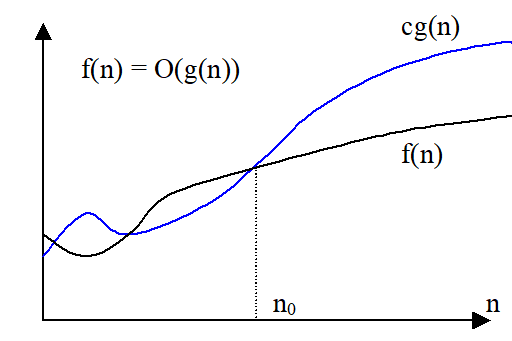 cg(n)
f(n) = O(g(n))
f(n)
n₀
n